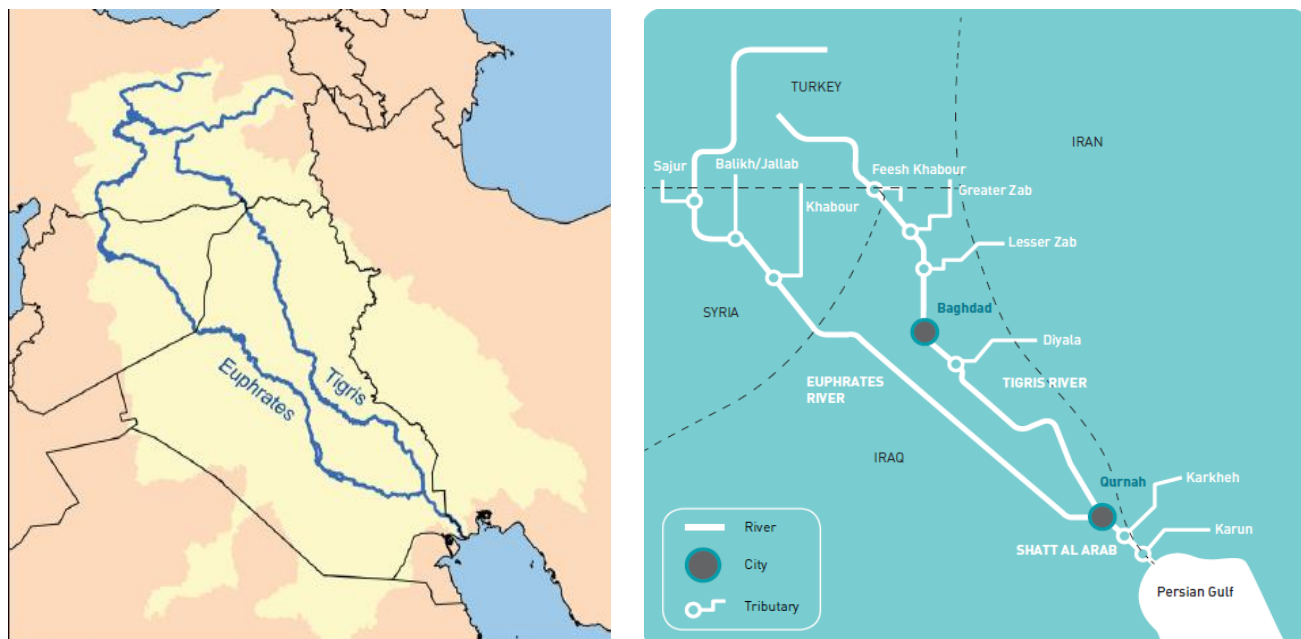 Euphrates
Tigris
TURKEY
IRAN
Sajur
Balikh/Jallab
Feesh Khabour
Khabour
Greater Zab
Lesser Zab
SYRIA
Baghdad
Diyala
EUPHRATES
RIVER
TIGRIS RIVER
IRAQ
Qurnah
Karkheh
Karun
SHATT AL ARAB
Persian Gulf
River
City
Tributary